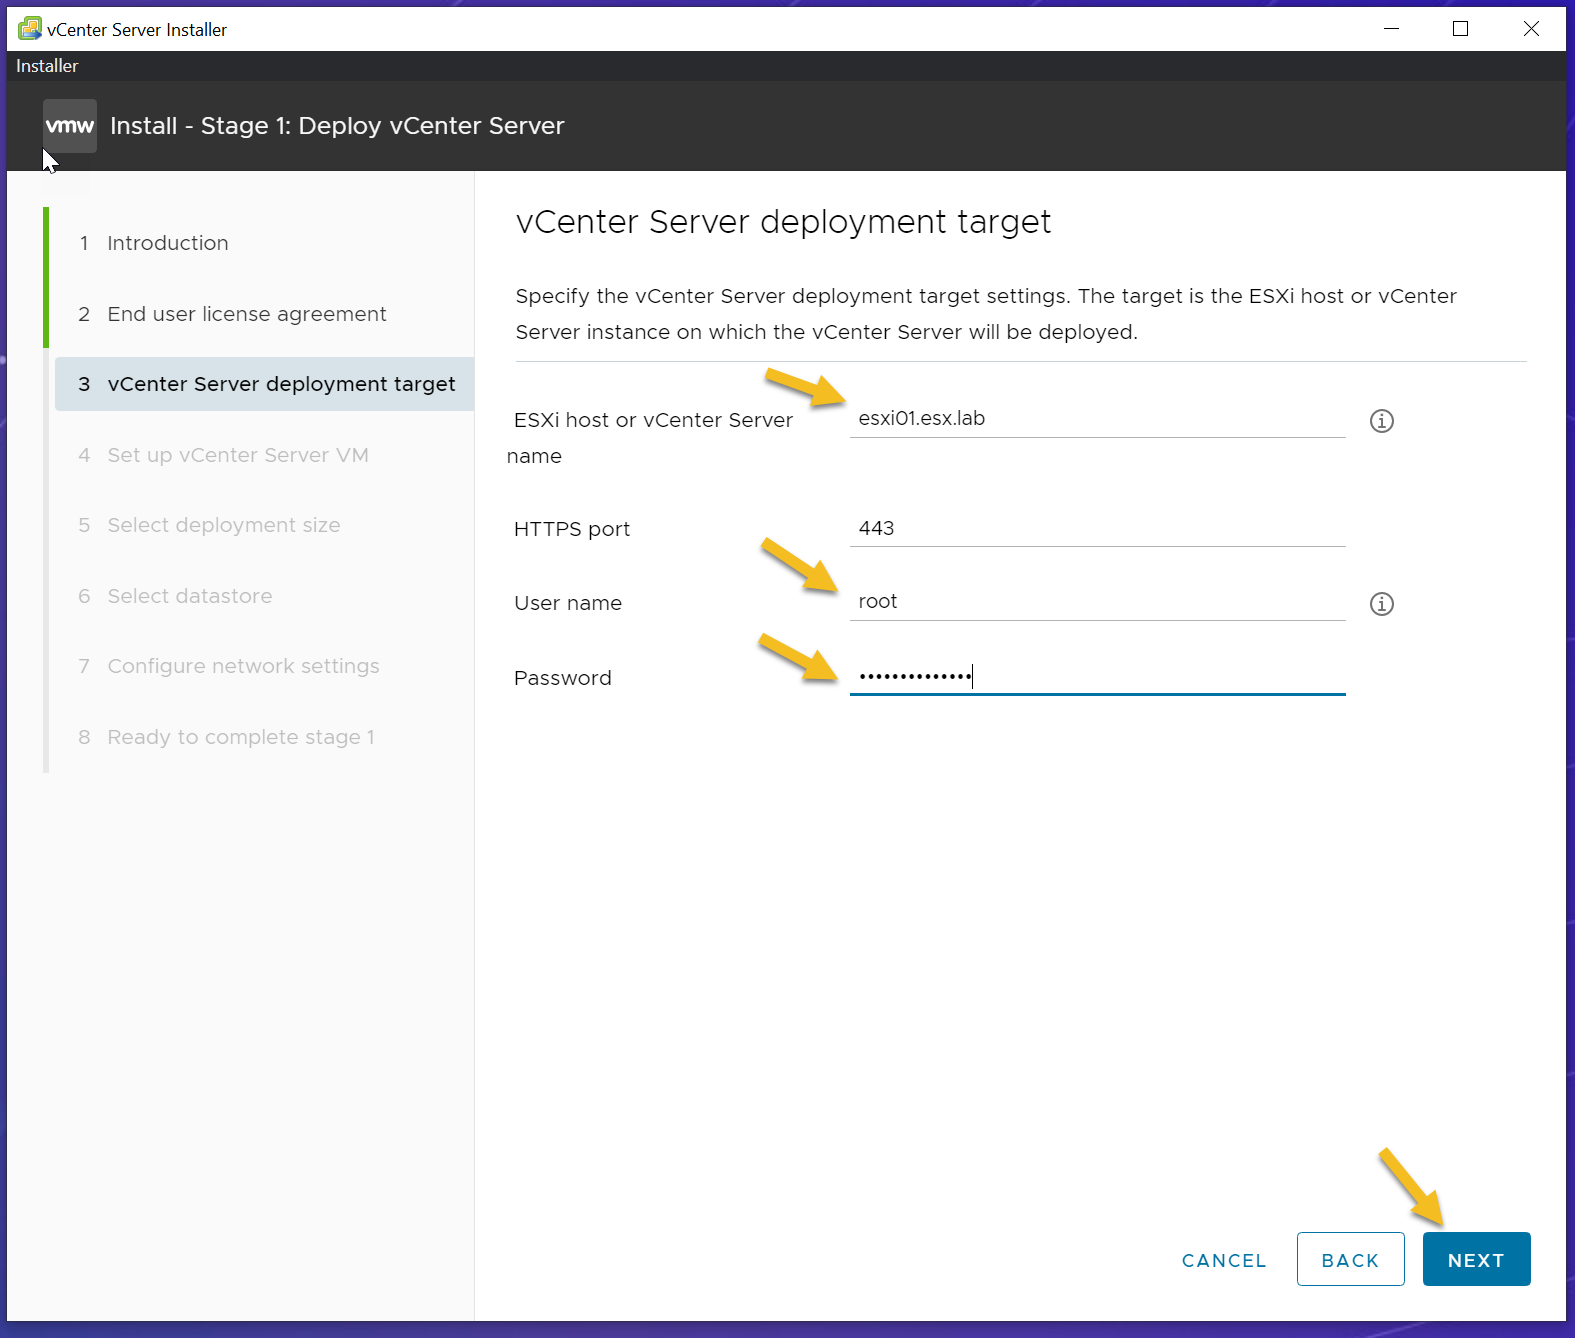 vCenter Server Installer
Installer
vmw
Install - Stage 1: Deploy vCenter Server
1 Introduction
2 End user license agreement
3 vCenter Server deployment target
4 Set up vCenter Server VM
5 Select deployment size
6 Select datastore
7 Configure network settings
8 Ready to complete stage 1
vCenter Server deployment target
Specify the vCenter Server deployment target settings. The target is the ESXi host or vCenter
Server instance on which the vCenter Server will be deployed.
ESXi host or vCenter Server
name
esxi01.esx.lab
HTTPS port
443
User name
root
Password
••••••••••••••
CANCEL
BACK
NEXT